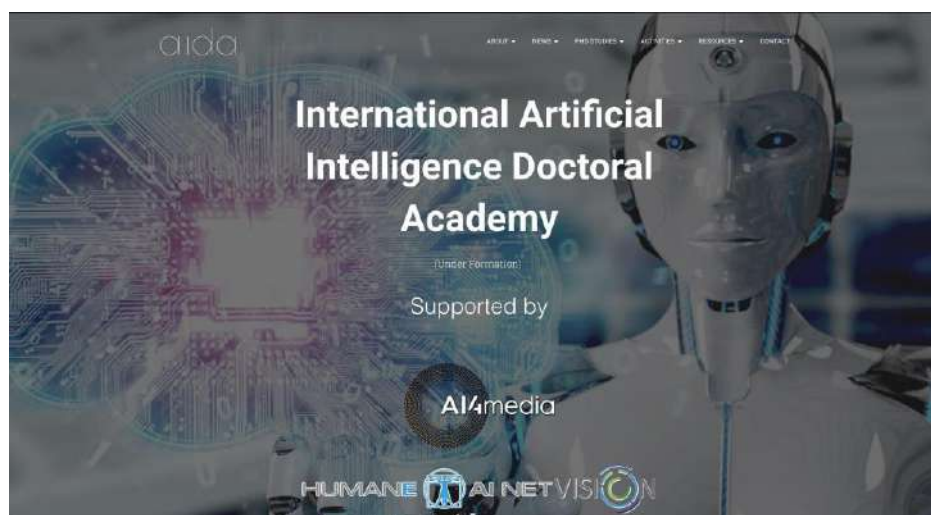 aida
ABOUT NEWS PHD STUDIES ACTIVITIES RESOURCES CONTACT
International Artificial
Intelligence Doctoral
Academy
(Under Formation)
Supported by
AI4media
HUMANE AI NET VISION